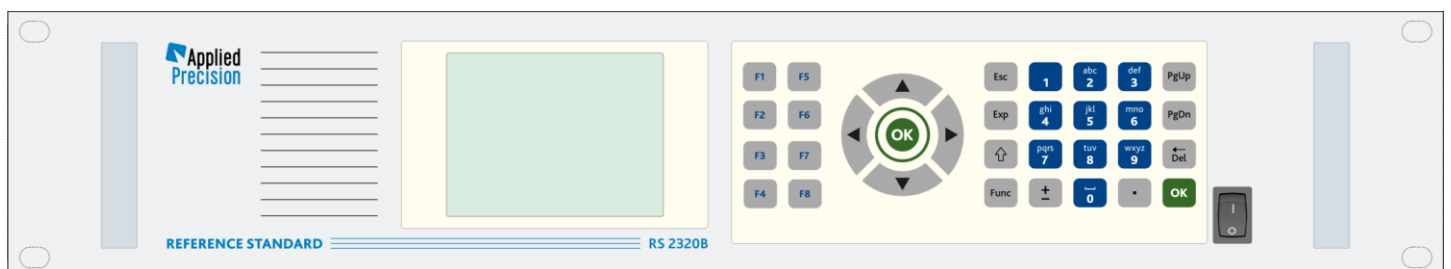 Applied
Precision
REFERENCE STANDARD RS 2320B
F1 F5
F2 F6
F3 F7
F4 F8
OK
Esc 1 abc 2 def 3 PgUp
Exp ghi 4 jkl 5 mno 6 PgDn
pqrs 7 tuv 8 wxyz 9 Del
Func ± 0 . OK
I
O